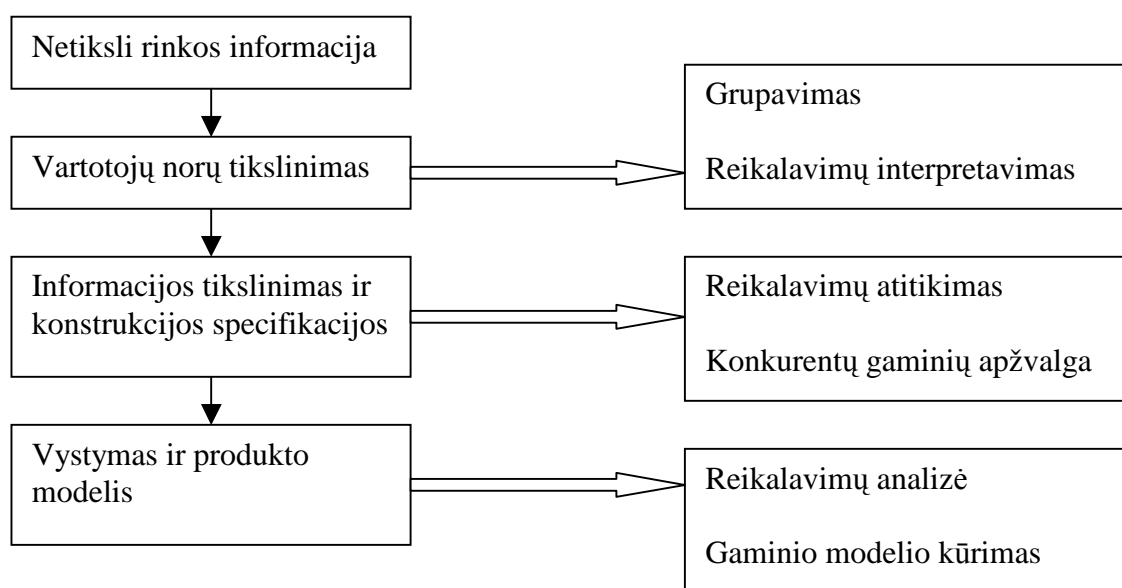 Netiksli rinkos informacija
Vartotojų norų tikslinimas
Informacijos tikslinimas ir
konstrukcijos specifikacijos
Vystymas ir produkto
modelis
Grupavimas
Reikalavimų interpretavimas
Reikalavimų atitikimas
Konkurentų gaminių apžvalga
Reikalavimų analizė
Gaminio modelio kūrimas